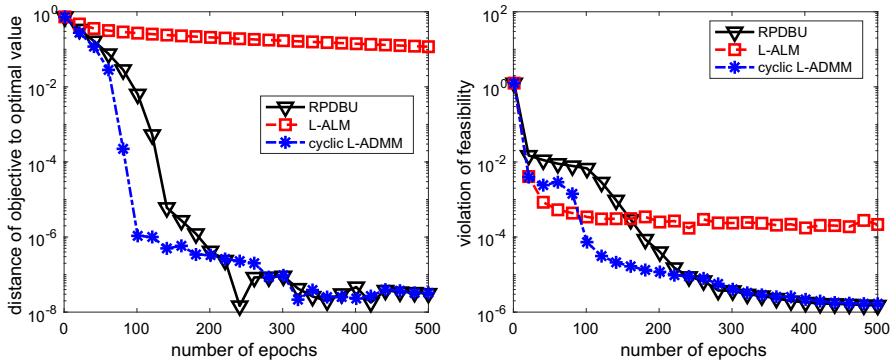 distance of objective to optimal value
10^0
10^-2
10^-4
10^-6
10^-8
0
100
200
300
400
500
number of epochs
RPDBU
L-ALM
cyclic L-ADMM
violation of feasibility
10^2
10^0
10^-2
10^-4
10^-6
0
100
200
300
400
500
number of epochs
RPDBU
L-ALM
cyclic L-ADMM